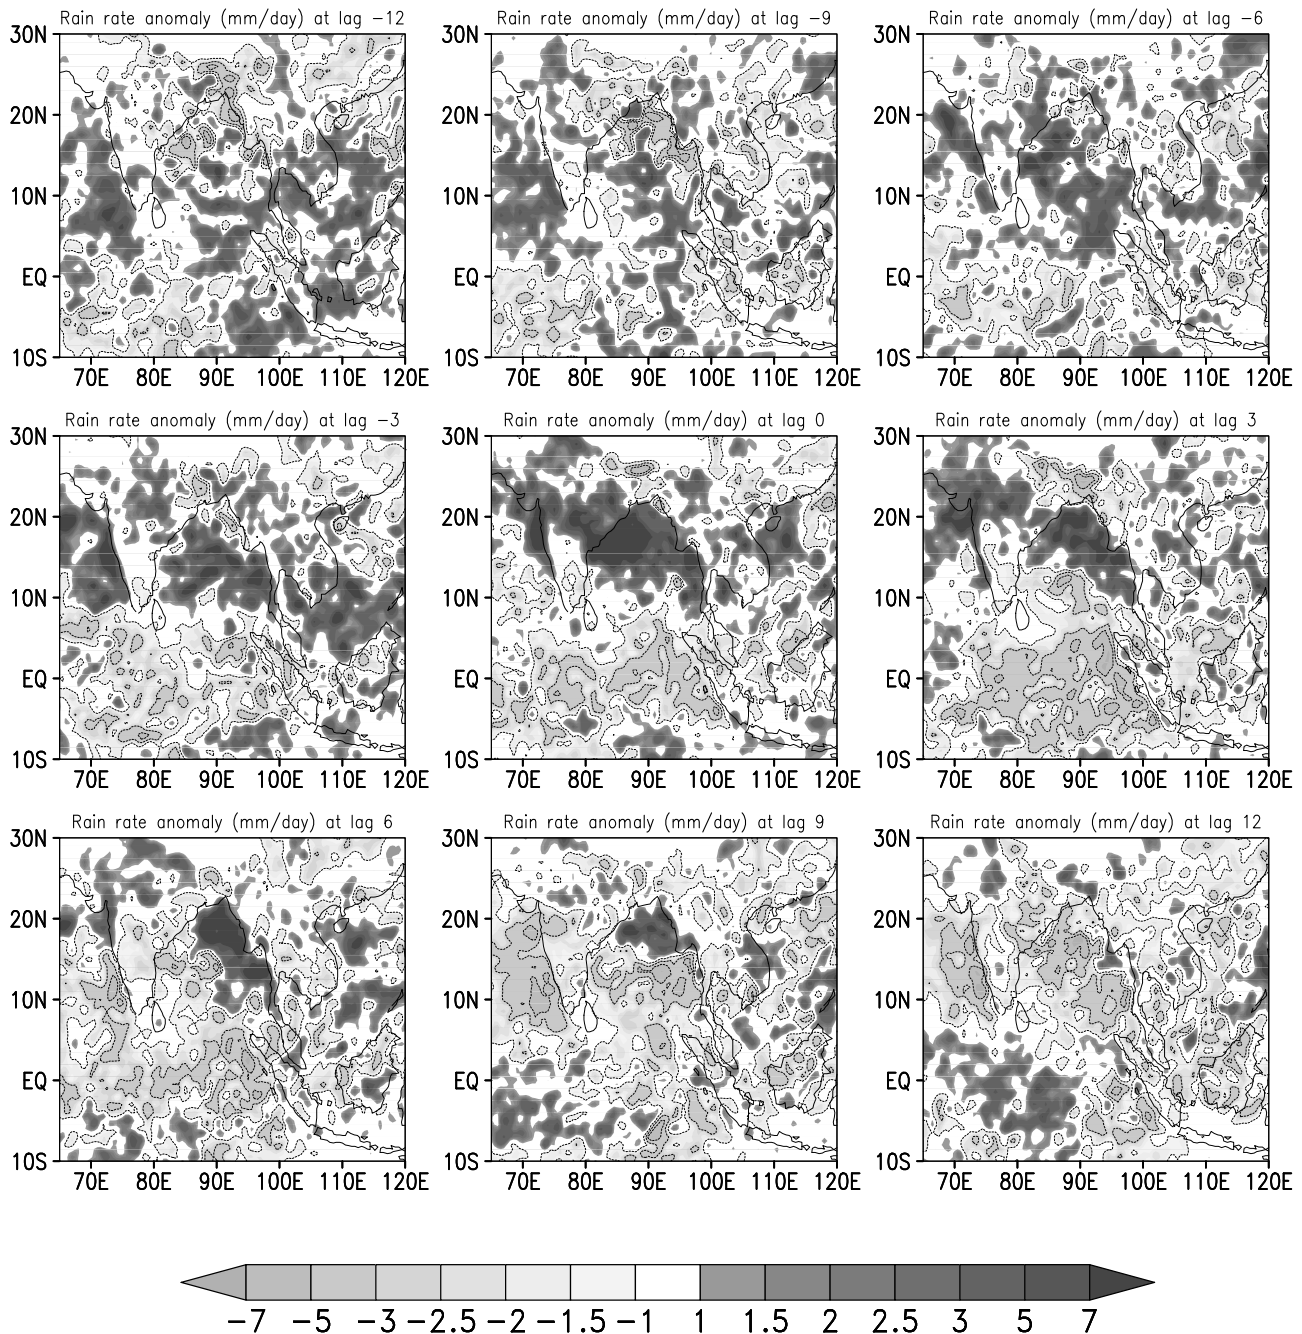 Rain rate anomaly (mm/day) at lag −12
Rain rate anomaly (mm/day) at lag −9
Rain rate anomaly (mm/day) at lag −6
30N 30N 30N
20N 20N 20N
10N 10N 10N
EQ EQ EQ
10S 10S 10S
70E 80E 90E 100E 110E 120E 70E 80E 90E 100E 110E 120E 70E 80E 90E 100E 110E 120E
Rain rate anomaly (mm/day) at lag −3
Rain rate anomaly (mm/day) at lag 0
Rain rate anomaly (mm/day) at lag 3
30N 30N 30N
20N 20N 20N
10N 10N 10N
EQ EQ EQ
10S 10S 10S
70E 80E 90E 100E 110E 120E 70E 80E 90E 100E 110E 120E 70E 80E 90E 100E 110E 120E
Rain rate anomaly (mm/day) at lag 6
Rain rate anomaly (mm/day) at lag 9
Rain rate anomaly (mm/day) at lag 12
30N 30N 30N
20N 20N 20N
10N 10N 10N
EQ EQ EQ
10S 10S 10S
70E 80E 90E 100E 110E 120E 70E 80E 90E 100E 110E 120E 70E 80E 90E 100E 110E 120E
−7 −5 −3 −2.5 −2 −1.5 −1 1 1.5 2 2.5 3 5 7